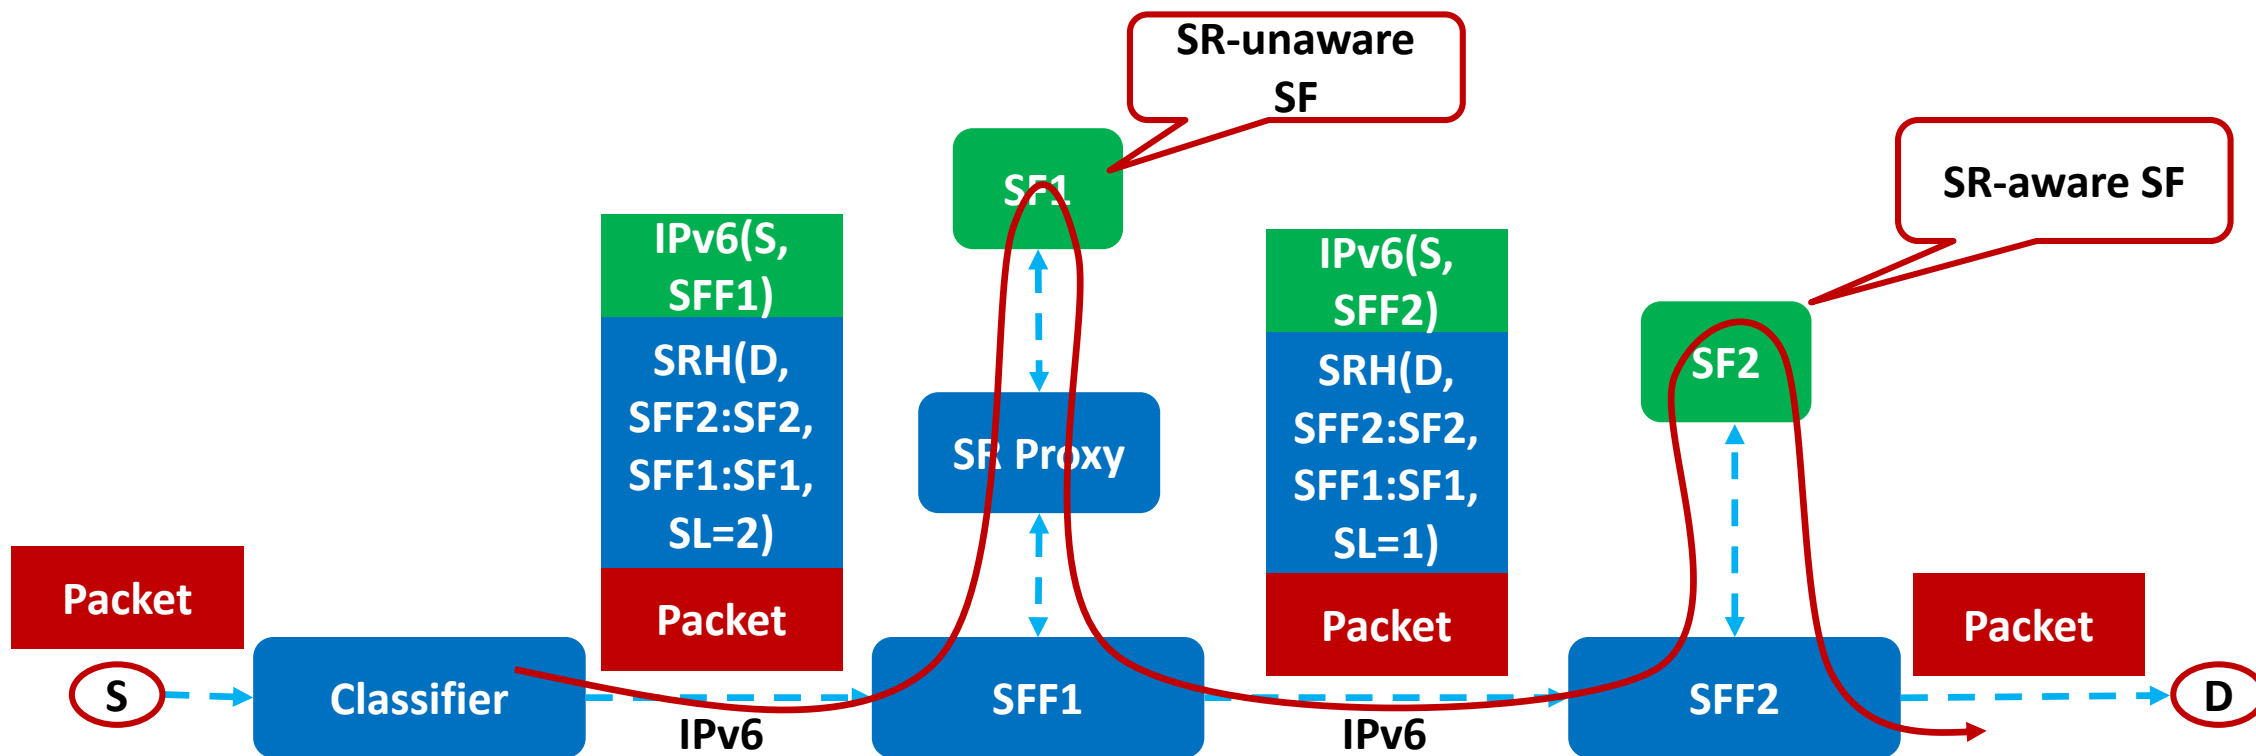 SR-unaware
SF
SR-aware SF
SF1
IPv6(S,
SFF1)
SRH(D,
SFF2:SF2,
SFF1:SF1,
SL=2)
Packet
IPv6(S,
SFF2)
SRH(D,
SFF2:SF2,
SFF1:SF1,
SL=1)
Packet
SF2
SR Proxy
Packet
Packet
S
Classifier
IPv6
SFF1
IPv6
SFF2
D